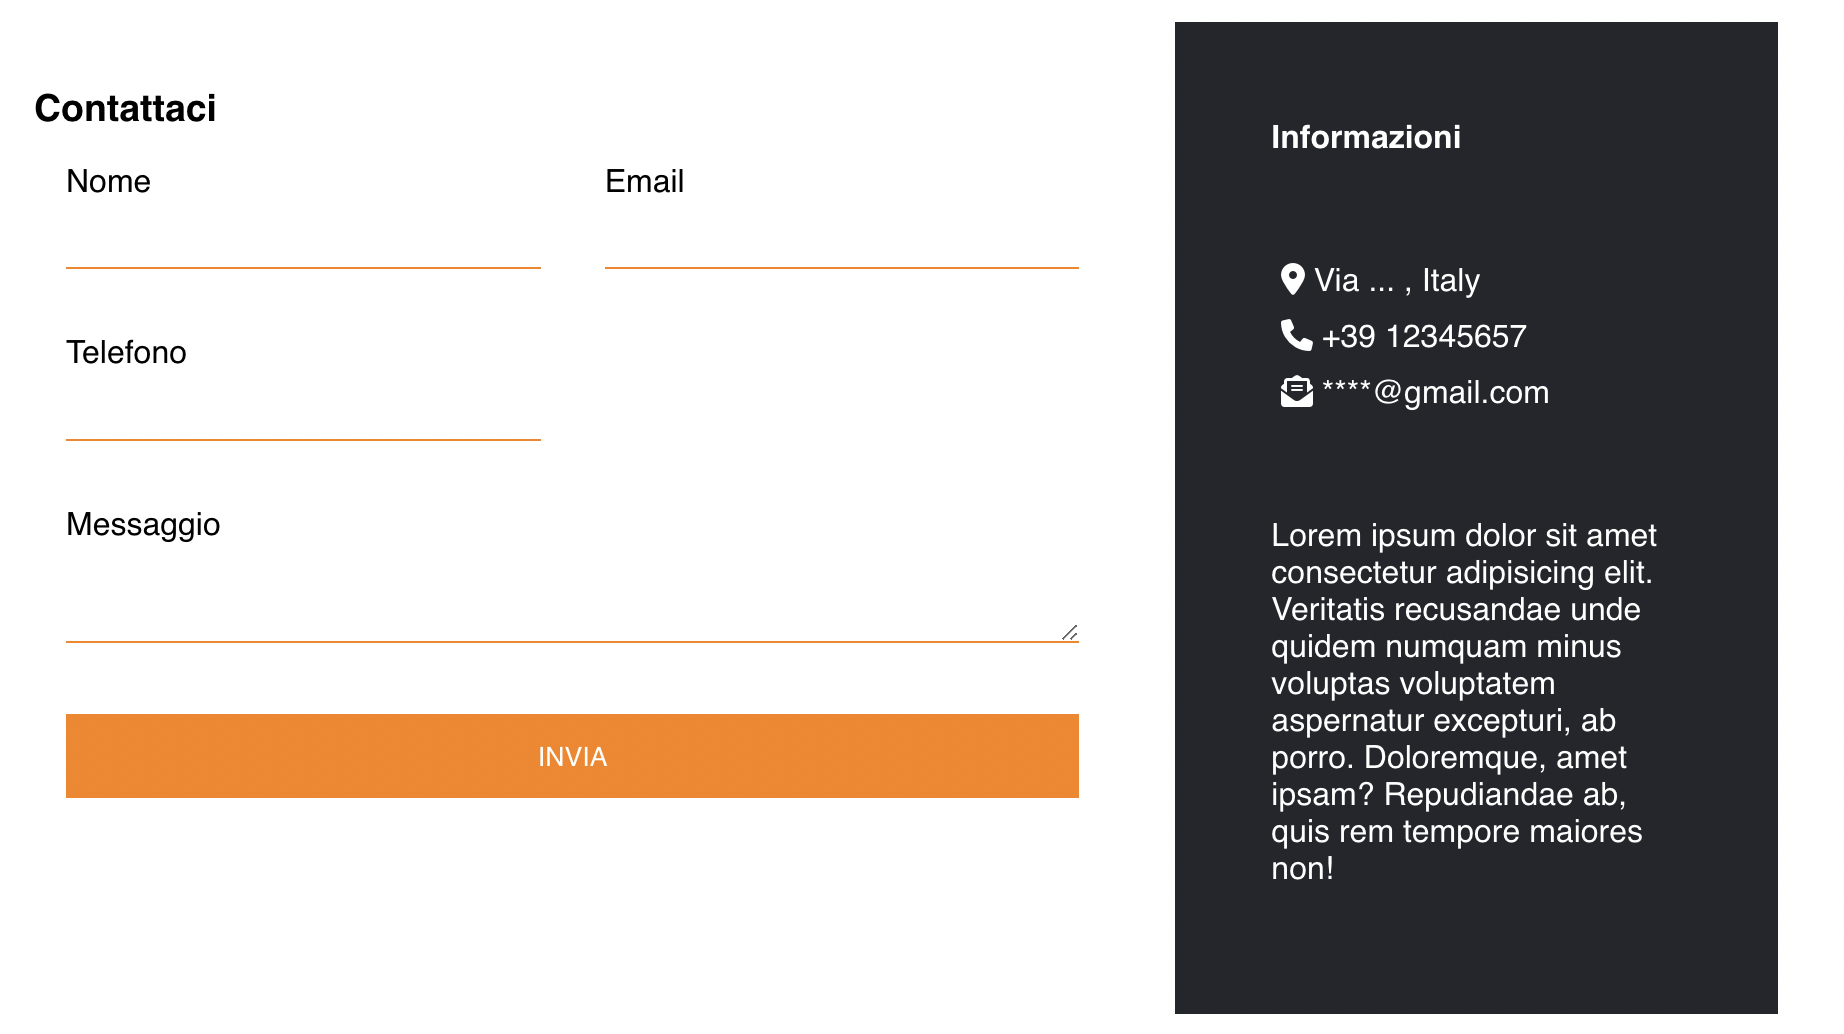 Contattaci
Nome
Email
Telefono
Messaggio
INVIA
Informazioni
Via ... , Italy
+39 12345657
****@gmail.com
Lorem ipsum dolor sit amet
consectetur adipisicing elit.
Veritatis recusandae unde
quidem numquam minus
voluptas voluptatem
aspernatur excepturi, ab
porro. Doloremque, amet
ipsam? Repudiandae ab,
quis rem tempore maiores
non!